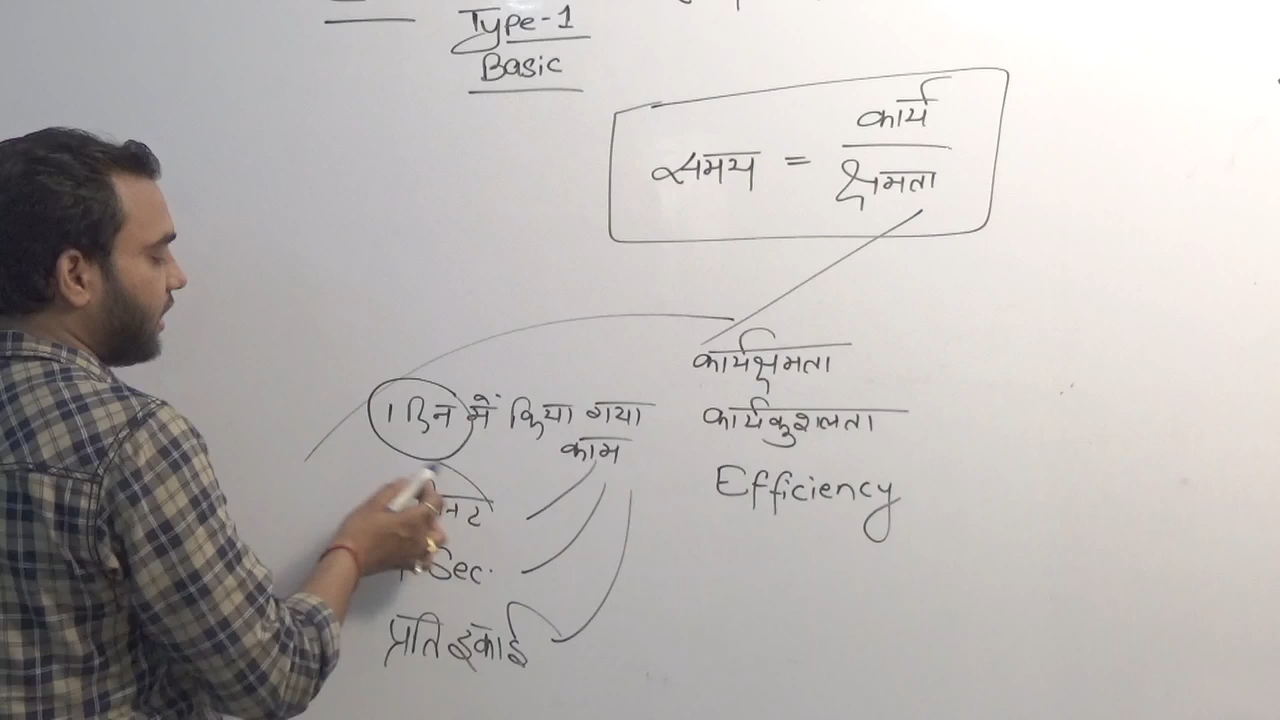 Type-1
Basic
समय = कार्य / क्षमता
कार्यक्षमता
कार्यकुशलता
Efficiency
1 दिन में किया गया
काम
Sec.
प्रति इकाई